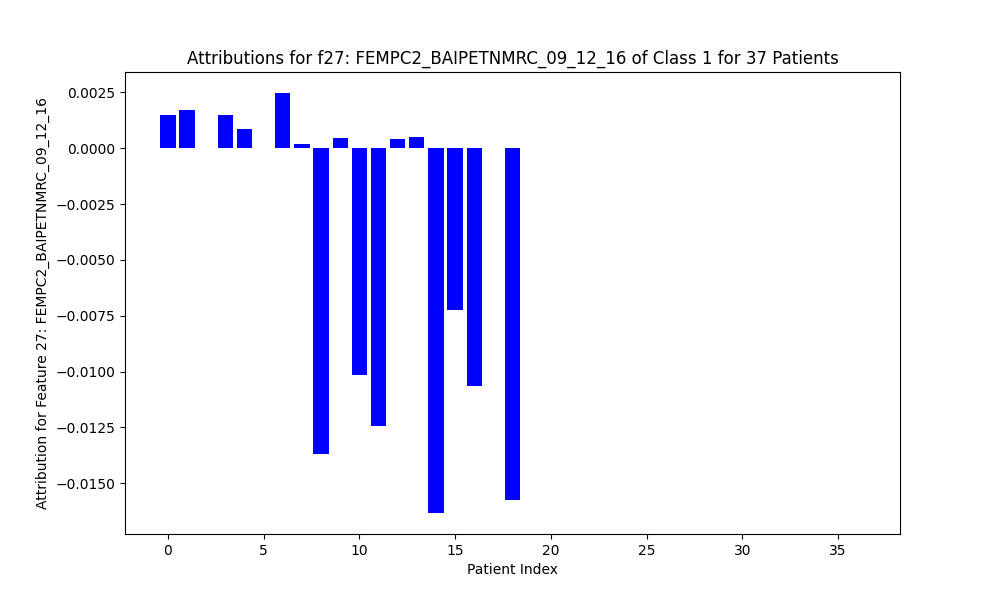 Attributions for f27: FEMPC2_BAIPETNMRC_09_12_16 of Class 1 for 37 Patients
Attribution for Feature 27: FEMPC2_BAIPETNMRC_09_12_16
0.0025
0.0000
−0.0025
−0.0050
−0.0075
−0.0100
−0.0125
−0.0150
0 5 10 15 20 25 30 35
Patient Index